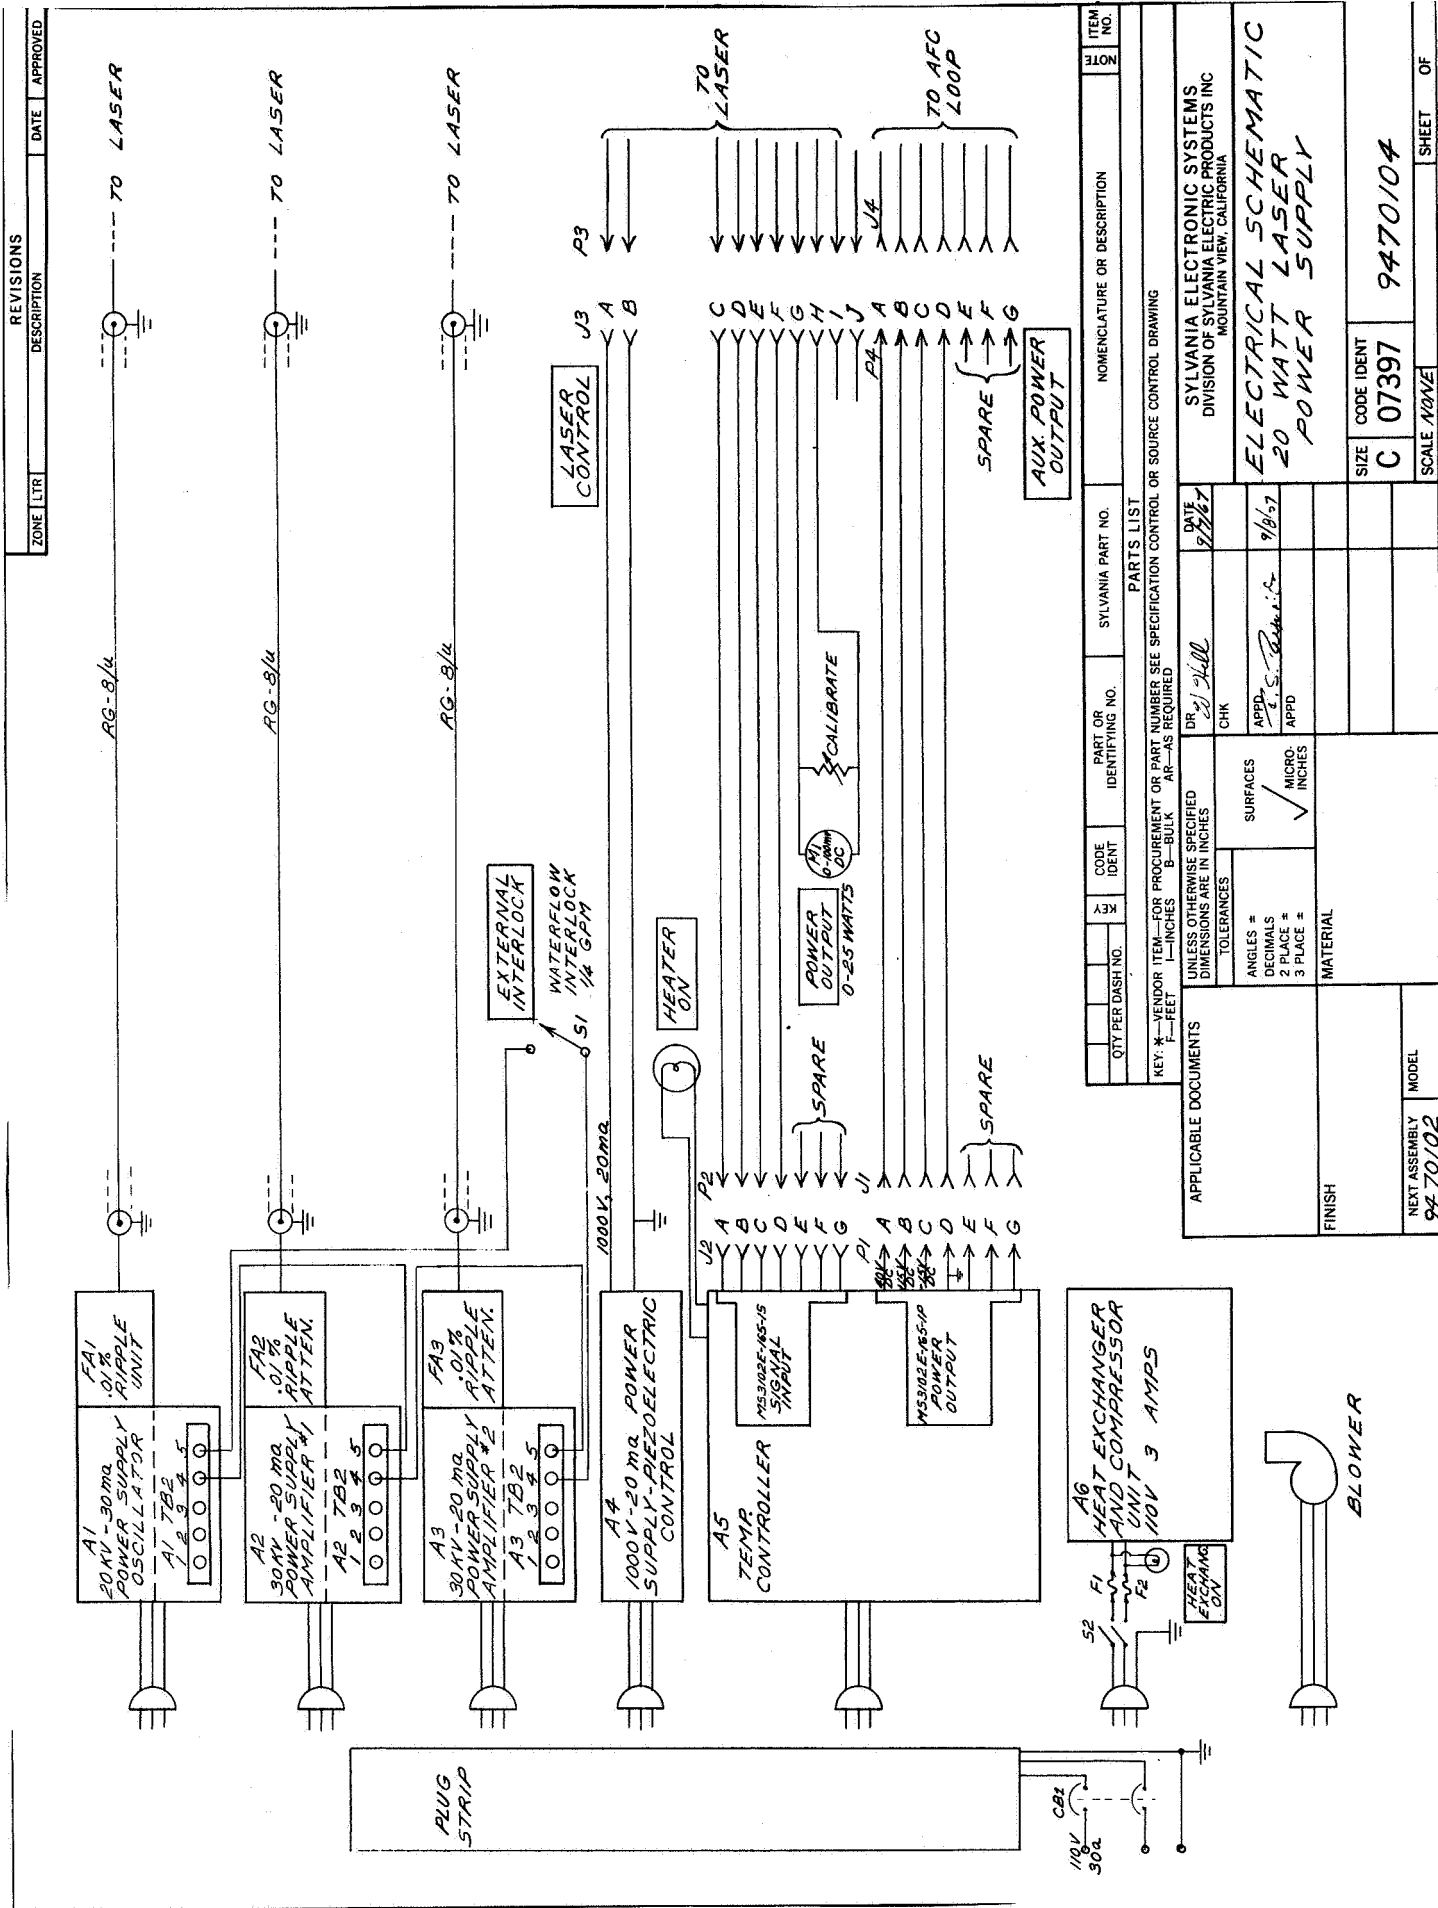 REVISIONS
ZONE LTR DESCRIPTION DATE APPROVED
A1
20KV-30ma
POWER SUPPLY
OSCILLATOR
A1 TB2
1 2 3 4 5
FA1
.01%
RIPPLE
UNIT
RG-8/u
TO LASER
A2
30KV-20ma
POWER SUPPLY
AMPLIFIER #1
A2 TB2
1 2 3 4 5
FA2
.01%
RIPPLE
ATTEN.
RG-8/u
TO LASER
A3
30KV-20ma
POWER SUPPLY
AMPLIFIER #2
A3 TB2
1 2 3 4 5
FA3
.01%
RIPPLE
ATTEN.
RG-8/u
TO LASER
EXTERNAL
INTERLOCK
WATERFLOW
INTERLOCK
1/4 GPM
S1
PLUG
STRIP
A4
1000V-20ma POWER
SUPPLY-PIEZOELECTRIC
CONTROL
1000V, 20ma
LASER
CONTROL
J3 P3
A
B
C
D
E
F
G
H
I
J
TO
LASER
HEATER
ON
A5
TEMP.
CONTROLLER
MS3102E-16S-1S
SIGNAL
INPUT
J2 P2
A
B
C
D
E
F
G
SPARE
POWER
OUTPUT
0-25 WATTS
M1
DC
CALIBRATE
MS3102E-16S-1P
POWER
OUTPUT
P1 J1
A
B
C
D
E
F
G
SPARE
P4 J4
A
B
C
D
E
F
G
SPARE
TO AFC
LOOP
AUX. POWER
OUTPUT
CB1
110V
30a
S2
F1
F2
HEAT
EXCHANG
ON
A6
HEAT EXCHANGER
AND COMPRESSOR
UNIT
110V 3 AMPS
BLOWER
QTY PER DASH NO. KEY CODE IDENT PART OR IDENTIFYING NO. SYLVANIA PART NO. NOMENCLATURE OR DESCRIPTION NOTE ITEM NO.
PARTS LIST
KEY: *—VENDOR ITEM—FOR PROCUREMENT OR PART NUMBER SEE SPECIFICATION CONTROL OR SOURCE CONTROL DRAWING
F—FEET I—INCHES B—BULK AR—AS REQUIRED
APPLICABLE DOCUMENTS
UNLESS OTHERWISE SPECIFIED
DIMENSIONS ARE IN INCHES
TOLERANCES
ANGLES ±
DECIMALS
2 PLACE ±
3 PLACE ±
SURFACES
MICRO-
INCHES
MATERIAL
FINISH
NEXT ASSEMBLY MODEL
9470102
DR DATE
9/7/67
CHK
APPD
9/8/67
APPD
SYLVANIA ELECTRONIC SYSTEMS
DIVISION OF SYLVANIA ELECTRIC PRODUCTS INC
MOUNTAIN VIEW, CALIFORNIA
ELECTRICAL SCHEMATIC
20 WATT LASER
POWER SUPPLY
SIZE CODE IDENT
C 07397 9470104
SCALE NONE SHEET OF